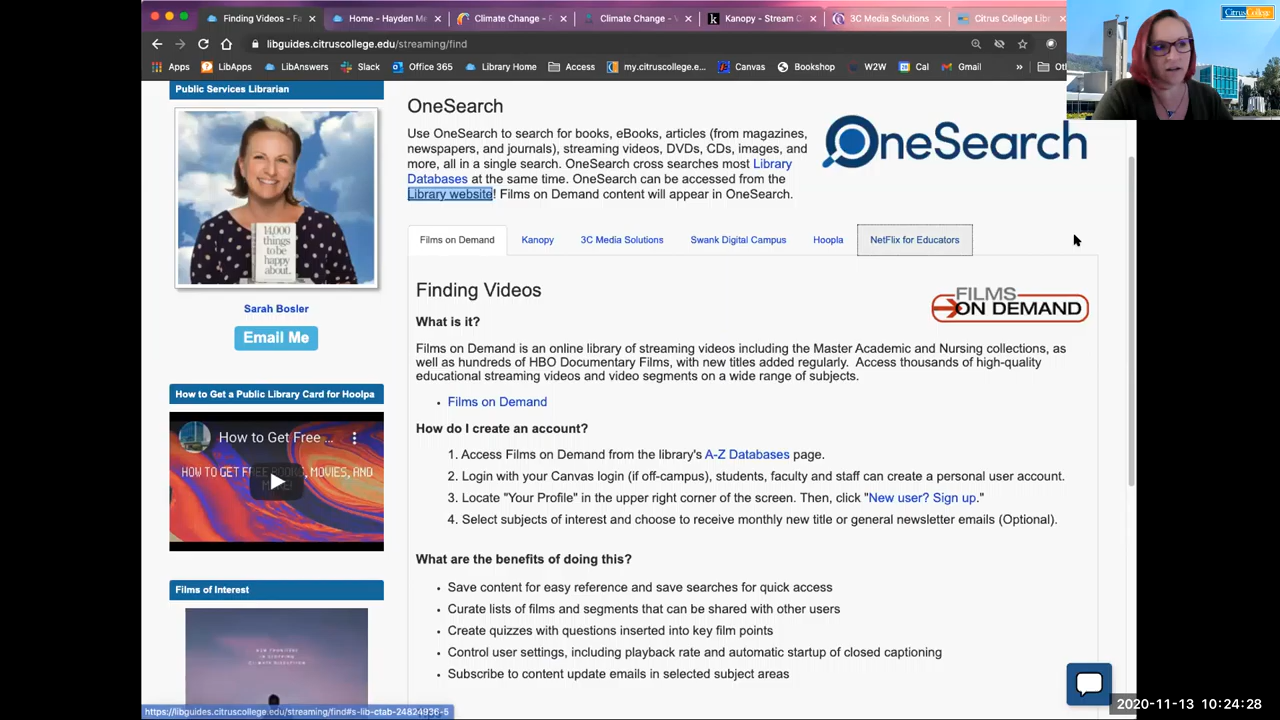 Finding Videos - Fa
Home - Hayden Me
Climate Change - F
Climate Change - V
Kanopy - Stream C
3C Media Solutions
Citrus College Libr
CitrusCollege
libguides.citruscollege.edu/streaming/find
Apps
LibApps
LibAnswers
Slack
Office 365
Library Home
Access
my.citruscollege.e...
Canvas
Bookshop
W2W
Cal
Gmail
»
Public Services Librarian
14,000
things to
be happy
about.
Sarah Bosler
Email Me
How to Get a Public Library Card for Hoolpa
How to Get Free ...
HOW TO GET FREE BOOKS, MOVIES, AND
Films of Interest
OneSearch
Use OneSearch to search for books, eBooks, articles (from magazines,
newspapers, and journals), streaming videos, DVDs, CDs, images, and
more, all in a single search. OneSearch cross searches most Library
Databases at the same time. OneSearch can be accessed from the
Library website! Films on Demand content will appear in OneSearch.
OneSearch
Films on Demand
Kanopy
3C Media Solutions
Swank Digital Campus
Hoopla
NetFlix for Educators
Finding Videos
FILMS
ON DEMAND
What is it?
Films on Demand is an online library of streaming videos including the Master Academic and Nursing collections, as
well as hundreds of HBO Documentary Films, with new titles added regularly. Access thousands of high-quality
educational streaming videos and video segments on a wide range of subjects.
• Films on Demand
How do I create an account?
1. Access Films on Demand from the library's A-Z Databases page.
2. Login with your Canvas login (if off-campus), students, faculty and staff can create a personal user account.
3. Locate "Your Profile" in the upper right corner of the screen. Then, click "New user? Sign up."
4. Select subjects of interest and choose to receive monthly new title or general newsletter emails (Optional).
What are the benefits of doing this?
• Save content for easy reference and save searches for quick access
• Curate lists of films and segments that can be shared with other users
• Create quizzes with questions inserted into key film points
• Control user settings, including playback rate and automatic startup of closed captioning
• Subscribe to content update emails in selected subject areas
https://libguides.citruscollege.edu/streaming/find#s-lib-ctab-24824936-5
2020-11-13 10:24:28